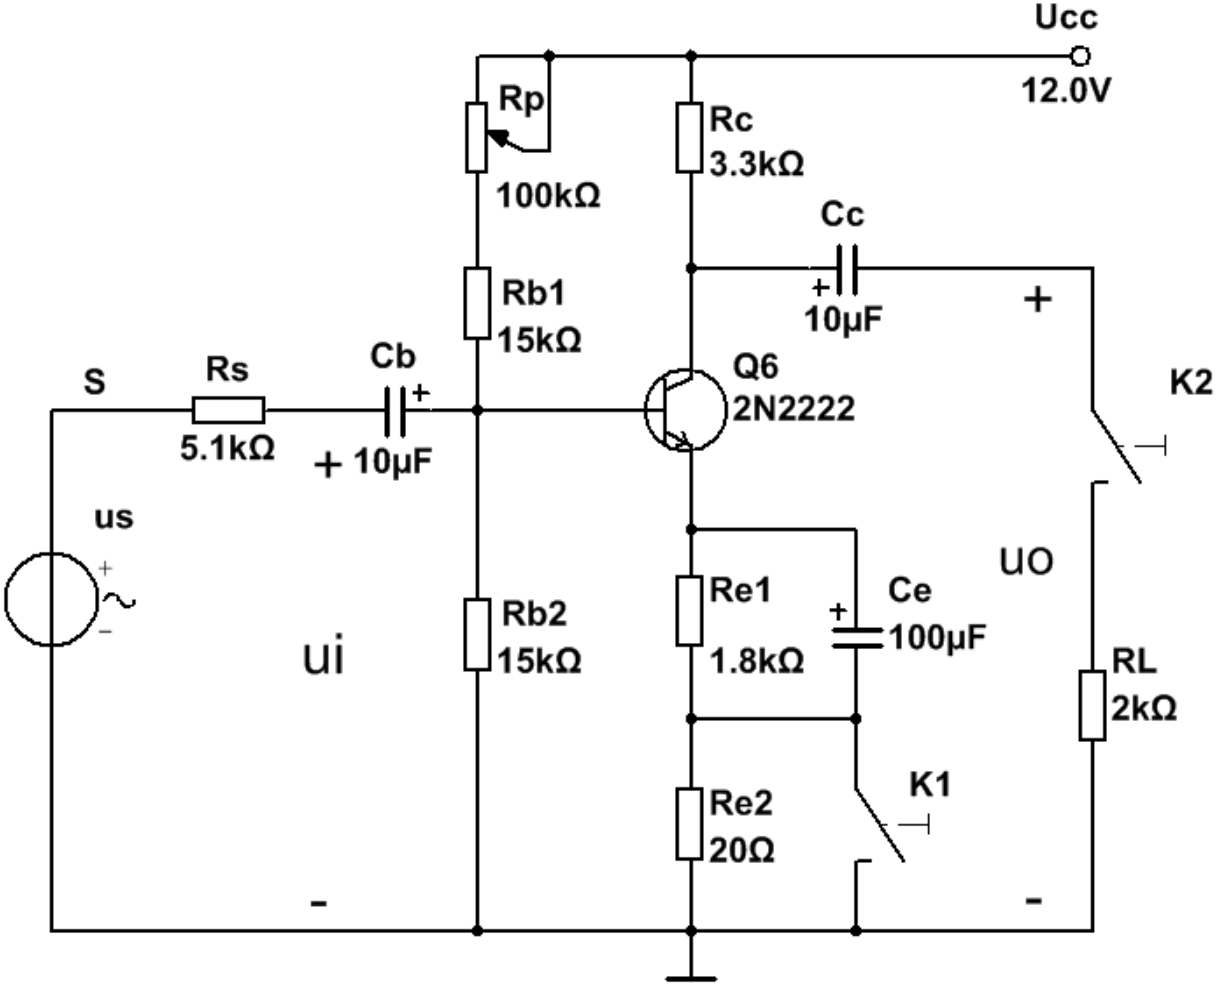 Ucc
12.0V
Rp
100kΩ
Rc
3.3kΩ
Cc
+
10μF
+
Rb1
15kΩ
Cb
+
10μF
+
S
Rs
5.1kΩ
Q6
2N2222
K2
us
+
~
−
ui
Rb2
15kΩ
Re1
1.8kΩ
+
Ce
100μF
uo
RL
2kΩ
Re2
20Ω
K1
-
-